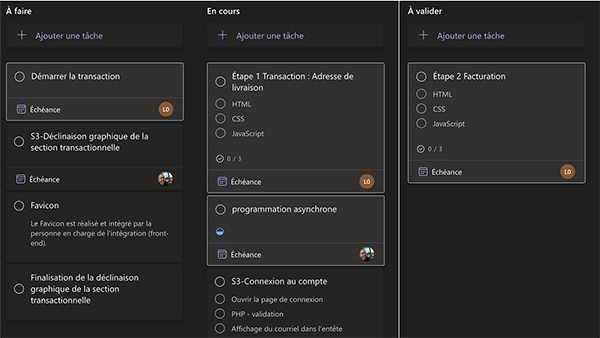 À faire
Ajouter une tâche
Démarrer la transaction
Échéance
LO
S3-Déclinaison graphique de la
section transactionnelle
Échéance
Favicon
Le Favicon est réalisé et intégré par la
personne en charge de l'intégration (front-
end).
Finalisation de la déclinaison
graphique de la section
transactionnelle
En cours
Ajouter une tâche
Étape 1 Transaction : Adresse de
livraison
HTML
CSS
JavaScript
0 / 3
Échéance
LO
programmation asynchrone
Échéance
S3-Connexion au compte
Ouvrir la page de connexion
PHP - validation
Affichage du courriel dans l'entête
À valider
Ajouter une tâche
Étape 2 Facturation
HTML
CSS
JavaScript
0 / 3
Échéance
LO